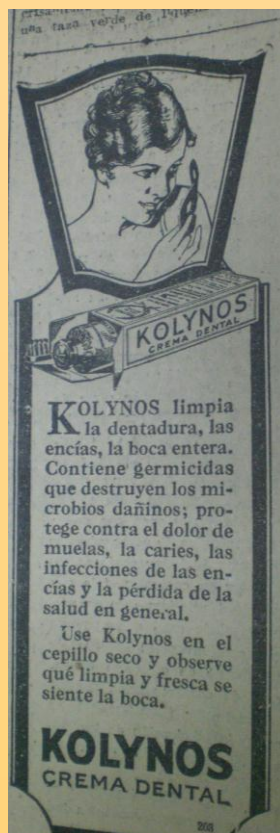 una taza verde de
KOLYNOS
CREMA DENTAL
KOLYNOS limpia
la dentadura, las
encías, la boca entera.
Contiene germicidas
que destruyen los mi-
crobios dañinos; pro-
tege contra el dolor de
muelas, la caries, las
infecciones de las en-
cías y la pérdida de la
salud en general.
Use Kolynos en el
cepillo seco y observe
qué limpia y fresca se
siente la boca.
KOLYNOS
CREMA DENTAL
208